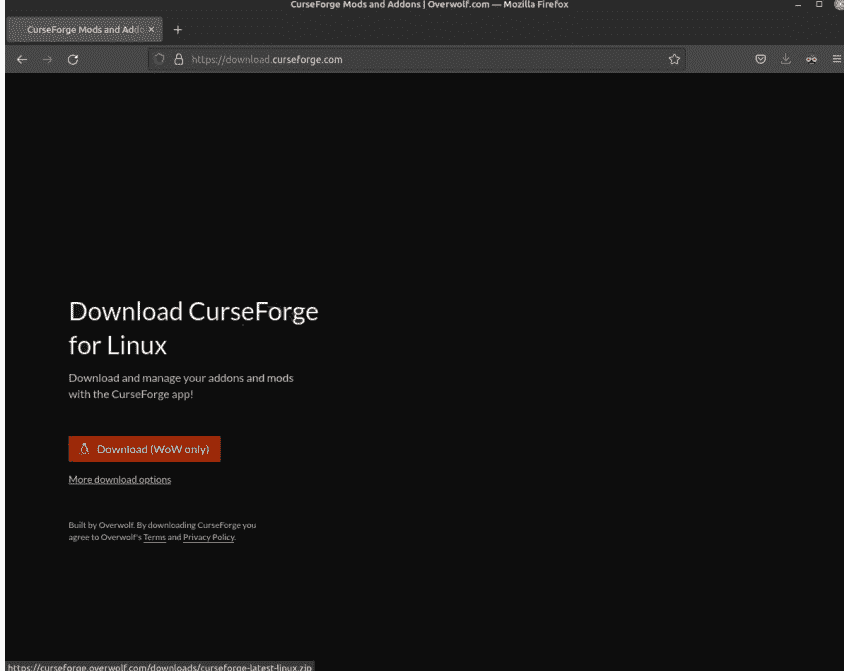 CurseForge Mods and Addons | Overwolf.com — Mozilla Firefox
CurseForge Mods and Addo
https://download.curseforge.com
Download CurseForge
for Linux
Download and manage your addons and mods
with the CurseForge app!
Download (WoW only)
More download options
Built by Overwolf. By downloading CurseForge you
agree to Overwolf's Terms and Privacy Policy.
https://curseforge.overwolf.com/downloads/curseforge-latest-linux.zip